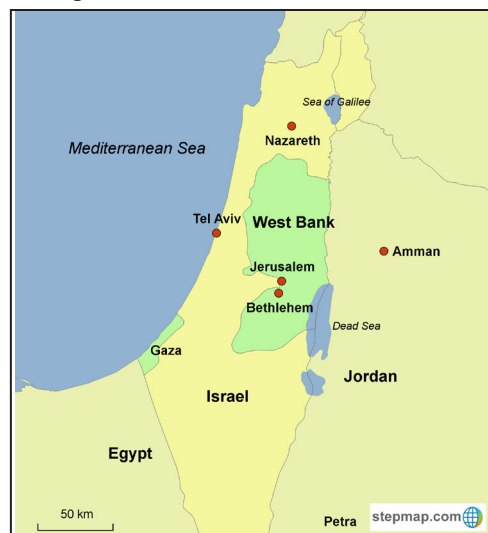 Sea of Galilee
Nazareth
Mediterranean Sea
Tel Aviv
West Bank
Amman
Jerusalem
Bethlehem
Dead Sea
Gaza
Jordan
Israel
Egypt
50 km
Petra
stepmap.com